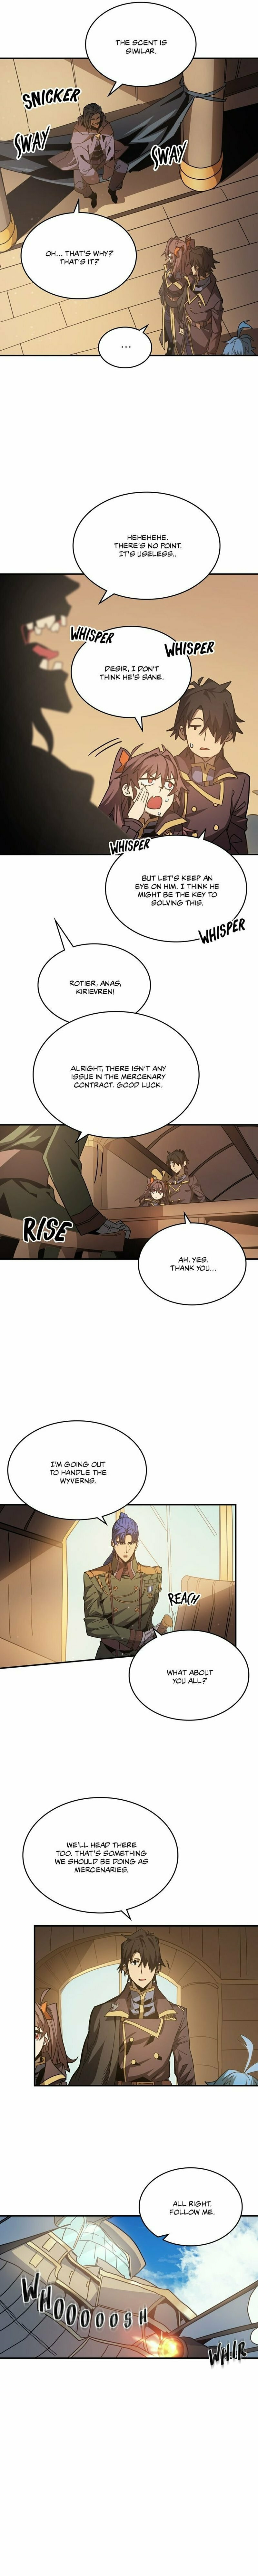 THE SCENT IS
SIMILAR.
SNICKER
SWAY
SWAY
OH... THAT'S WHY?
THAT'S IT?
...
HEHEHEHE,
THERE'S NO POINT.
IT'S USELESS..
WHISPER
WHISPER
DESIR, I DON'T
THINK HE'S SANE.
WHISPER
BUT LET'S KEEP AN
EYE ON HIM. I THINK HE
MIGHT BE THE KEY TO
SOLVING THIS.
WHISPER
ROTIER, ANAS,
KIRIEVREN!
ALRIGHT, THERE ISN'T ANY
ISSUE IN THE MERCENARY
CONTRACT. GOOD LUCK.
RISE
AH, YES.
THANK YOU...
I'M GOING OUT
TO HANDLE THE
WYVERNS.
REACH
WHAT ABOUT
YOU ALL?
WE'LL HEAD THERE
TOO. THAT'S SOMETHING
WE SHOULD BE DOING AS
MERCENARIES.
ALL RIGHT.
FOLLOW ME.
WHOOOOOSH
WHIR